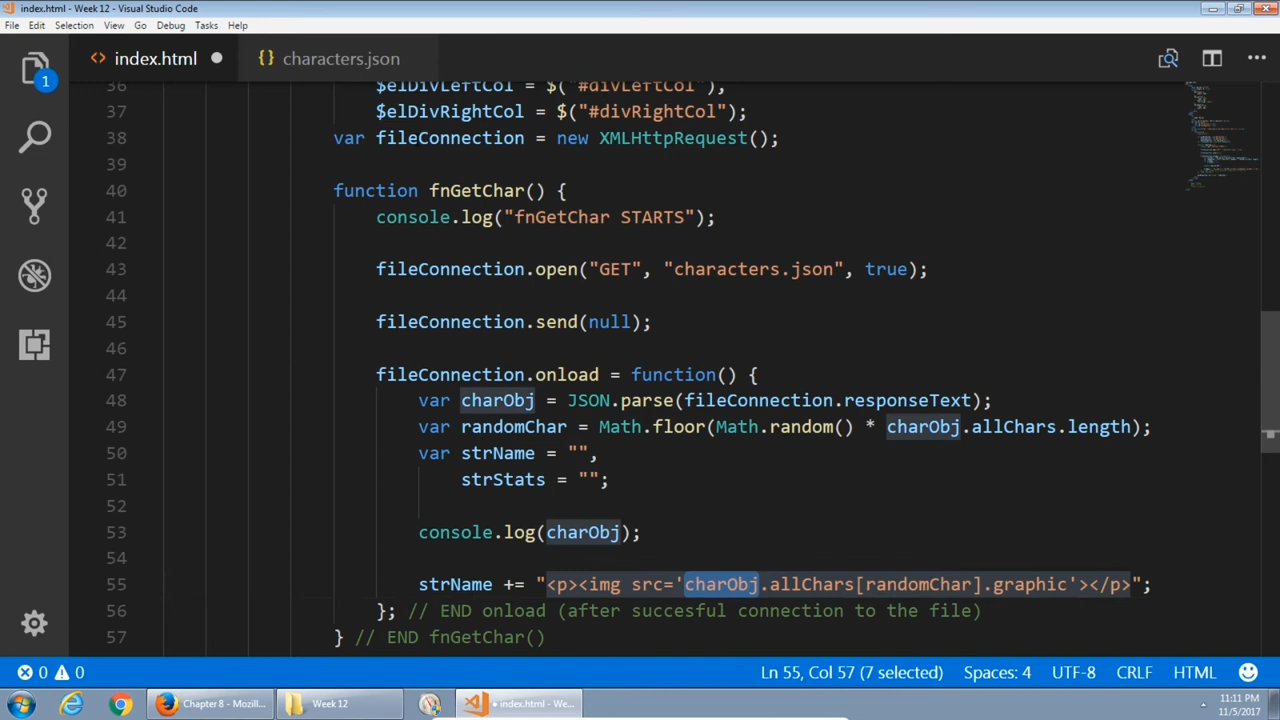 index.html - Week 12 - Visual Studio Code
File Edit Selection View Go Debug Tasks Help
<> index.html ● {} characters.json
1
36 $elDivLeftCol = $("#divLeftCol"),
37 $elDivRightCol = $("#divRightCol");
38 var fileConnection = new XMLHttpRequest();
39
40 function fnGetChar() {
41 console.log("fnGetChar STARTS");
42
43 fileConnection.open("GET", "characters.json", true);
44
45 fileConnection.send(null);
46
47 fileConnection.onload = function() {
48 var charObj = JSON.parse(fileConnection.responseText);
49 var randomChar = Math.floor(Math.random() * charObj.allChars.length);
50 var strName = "",
51 strStats = "";
52
53 console.log(charObj);
54
55 strName += "<p><img src='charObj.allChars[randomChar].graphic'></p>";
56 }; // END onload (after succesful connection to the file)
57 } // END fnGetChar()
0 0 Ln 55, Col 57 (7 selected) Spaces: 4 UTF-8 CRLF HTML
Chapter 8 - Mozill... Week 12 • index.html - We... 11:11 PM
11/5/2017